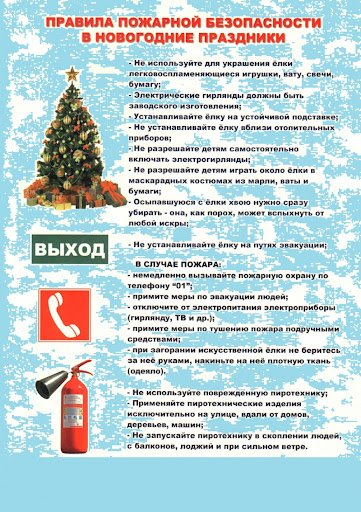 ПРАВИЛА ПОЖАРНОЙ БЕЗОПАСНОСТИ
В НОВОГОДНИЕ ПРАЗДНИКИ
- Не используйте для украшения ёлки
легковоспламеняющиеся игрушки, вату, свечи,
бумагу;
- Электрические гирлянды должны быть
заводского изготовления;
- Устанавливайте ёлку на устойчивой подставке;
- Не устанавливайте ёлку вблизи отопительных
приборов;
- Не разрешайте детям самостоятельно
включать электрогирлянды;
- Не разрешайте детям играть около ёлки в
маскарадных костюмах из марли, ваты и
бумаги;
- Осыпавшуюся с ёлки хвою нужно сразу
убирать - она, как порох, может вспыхнуть от
любой искры;
ВЫХОД
- Не устанавливайте ёлку на путях эвакуации;
В СЛУЧАЕ ПОЖАРА:
- немедленно вызывайте пожарную охрану по
телефону “01”;
- примите меры по эвакуации людей;
- отключите от электропитания электроприборы
(гирлянду, ТВ и др.);
- примите меры по тушению пожара подручными
средствами;
- при загорании искусственной ёлки не беритесь
за неё руками, накиньте на неё плотную ткань
(одеяло).
- Не используйте повреждённую пиротехнику;
- Применяйте пиротехнические изделия
исключительно на улице, вдали от домов,
деревьев, машин;
- Не запускайте пиротехнику в скоплении людей,
с балконов, лоджий и при сильном ветре.